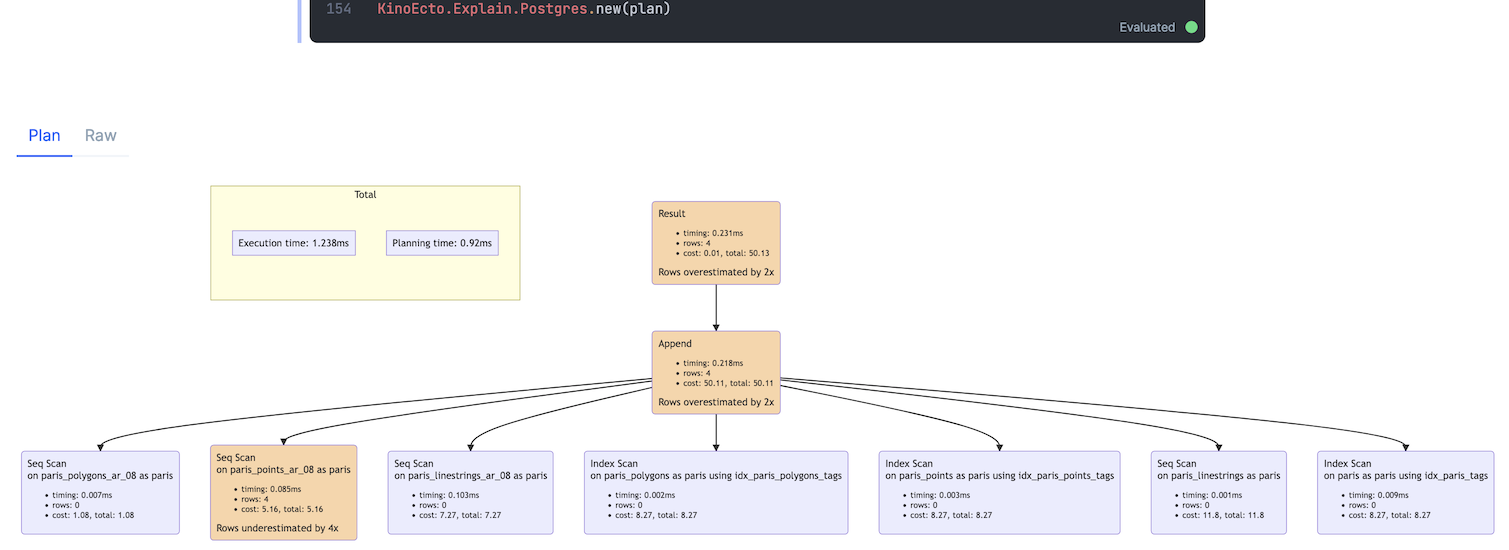 154 KinoEcto.Explain.Postgres.new(plan)
Evaluated
Plan Raw
Total
Execution time: 1.238ms
Planning time: 0.92ms
Result
• timing: 0.231ms
• rows: 4
• cost: 0.01, total: 50.13
Rows overestimated by 2x
Append
• timing: 0.218ms
• rows: 4
• cost: 50.11, total: 50.11
Rows overestimated by 2x
Seq Scan
on paris_polygons_ar_08 as paris
• timing: 0.007ms
• rows: 0
• cost: 1.08, total: 1.08
Seq Scan
on paris_points_ar_08 as paris
• timing: 0.085ms
• rows: 4
• cost: 5.16, total: 5.16
Rows underestimated by 4x
Seq Scan
on paris_linestrings_ar_08 as paris
• timing: 0.103ms
• rows: 0
• cost: 7.27, total: 7.27
Index Scan
on paris_polygons as paris using idx_paris_polygons_tags
• timing: 0.002ms
• rows: 0
• cost: 8.27, total: 8.27
Index Scan
on paris_points as paris using idx_paris_points_tags
• timing: 0.003ms
• rows: 0
• cost: 8.27, total: 8.27
Seq Scan
on paris_linestrings as paris
• timing: 0.001ms
• rows: 0
• cost: 11.8, total: 11.8
Index Scan
on paris as paris using idx_paris_tags
• timing: 0.009ms
• rows: 0
• cost: 8.27, total: 8.27